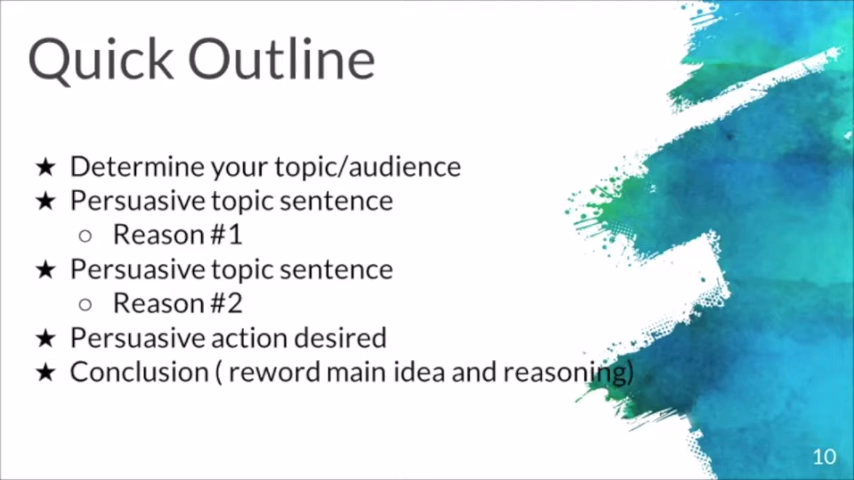 Quick Outline
★ Determine your topic/audience
★ Persuasive topic sentence
○ Reason #1
★ Persuasive topic sentence
○ Reason #2
★ Persuasive action desired
★ Conclusion ( reword main idea and reasoning)
10